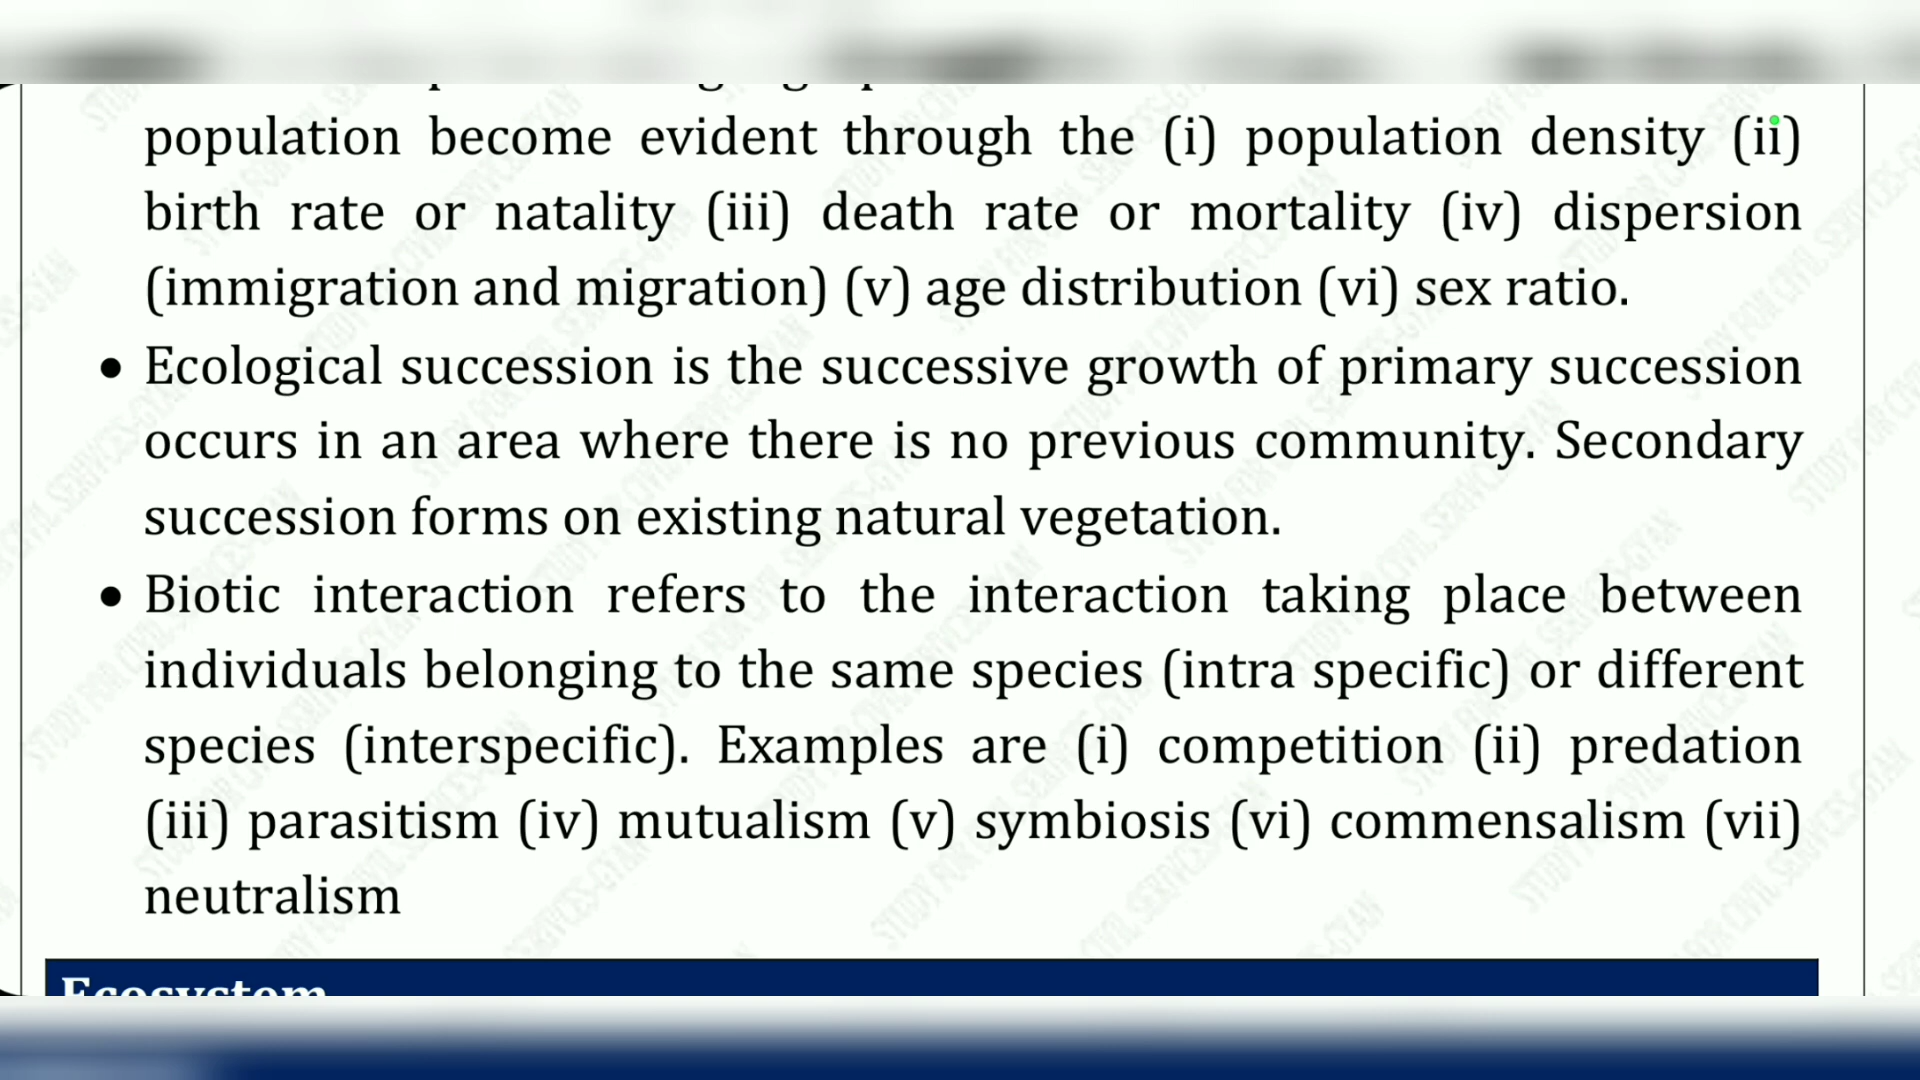 population become evident through the (i) population density (ii)
birth rate or natality (iii) death rate or mortality (iv) dispersion
(immigration and migration) (v) age distribution (vi) sex ratio.
• Ecological succession is the successive growth of primary succession
occurs in an area where there is no previous community. Secondary
succession forms on existing natural vegetation.
• Biotic interaction refers to the interaction taking place between
individuals belonging to the same species (intra specific) or different
species (interspecific). Examples are (i) competition (ii) predation
(iii) parasitism (iv) mutualism (v) symbiosis (vi) commensalism (vii)
neutralism
Ecosystem